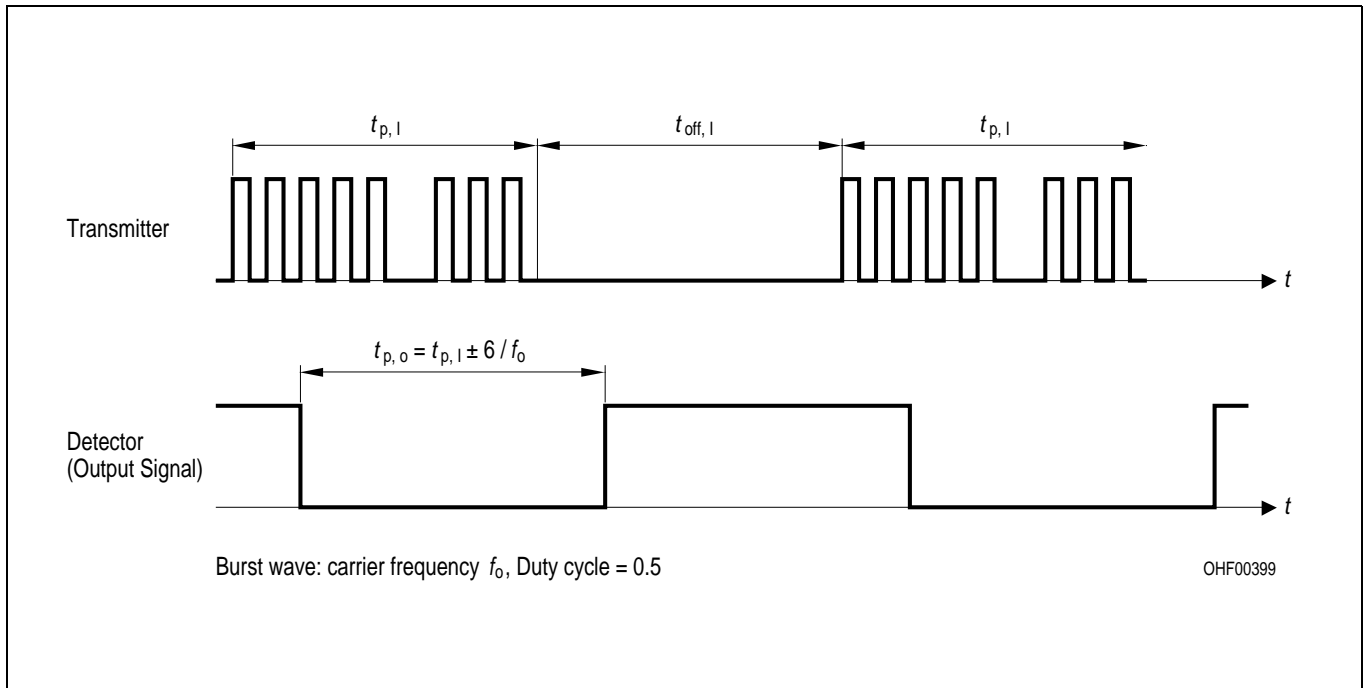 t p, I
t off, I
t p, I
Transmitter
t
t p, o = t p, I ± 6 / f o
Detector
(Output Signal)
t
Burst wave: carrier frequency f o, Duty cycle = 0.5
OHF00399